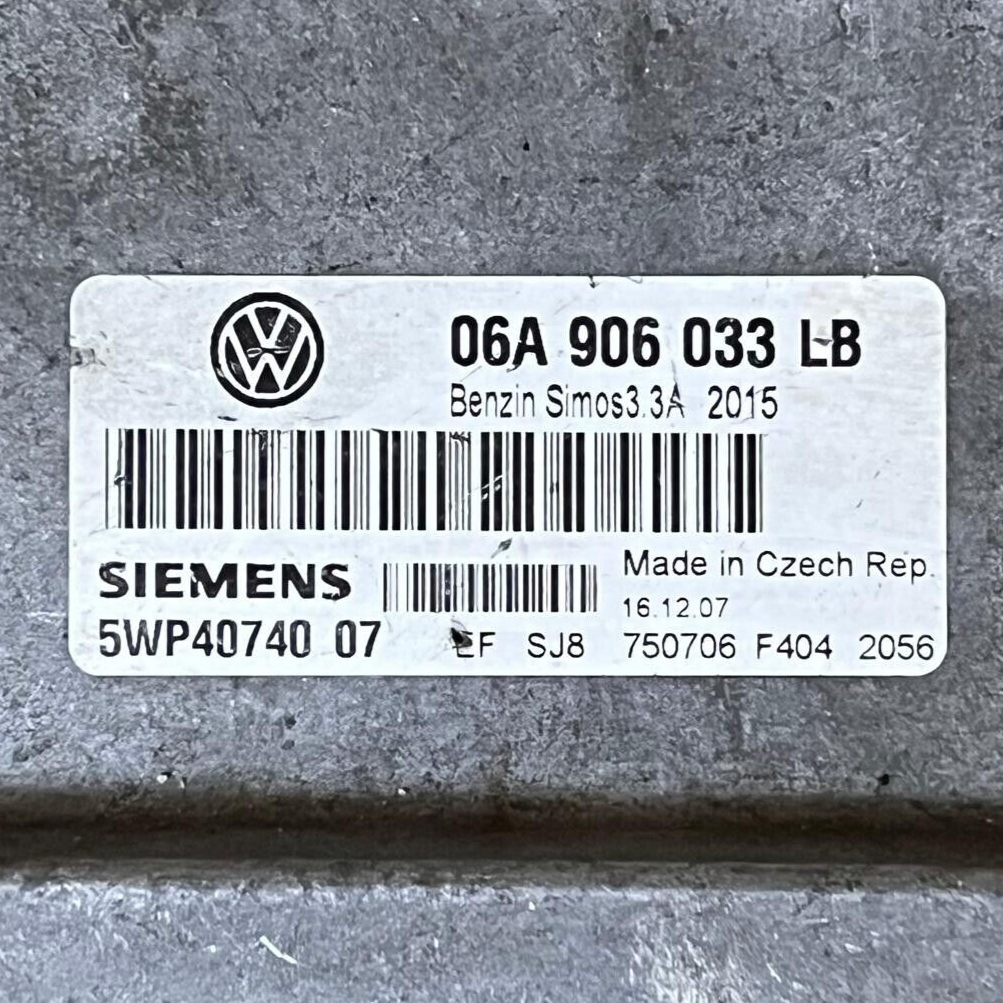 06A 906 033 LB
Benzin Simos3.3A 2015
SIEMENS
Made in Czech Rep.
16.12.07
5WP40740 07 EF SJ8 750706 F404 2056